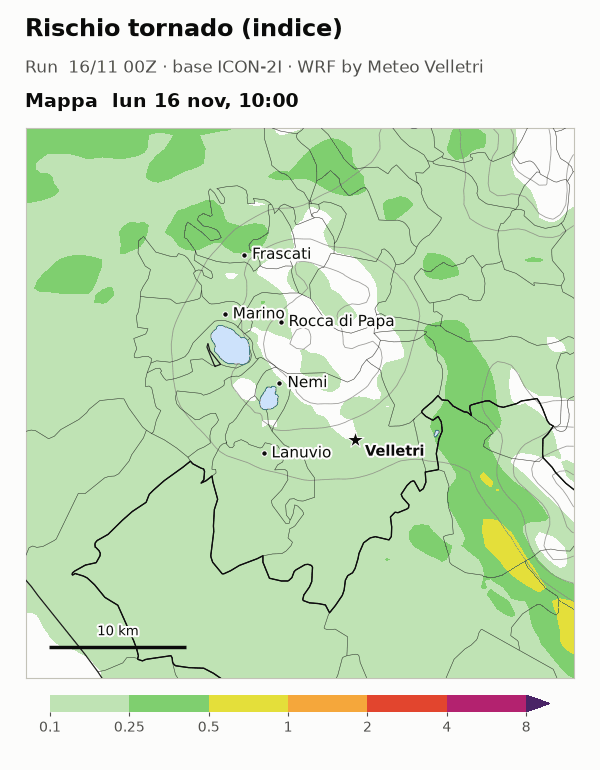 Rischio tornado (indice)
Run  16/11 00Z · base ICON-2I · WRF by Meteo Velletri
Mappa  lun 16 nov, 10:00
Frascati
Marino
Rocca di Papa
Nemi
Velletri
Lanuvio
10 km
0.1 0.25 0.5 1 2 4 8